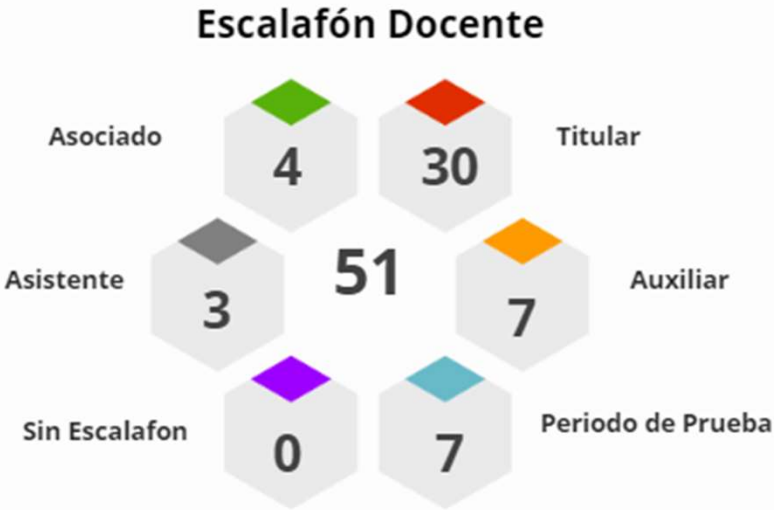 Escalafón Docente
Asociado
4
30
Titular
Asistente
3
51
7
Auxiliar
Sin Escalafon
0
7
Periodo de Prueba